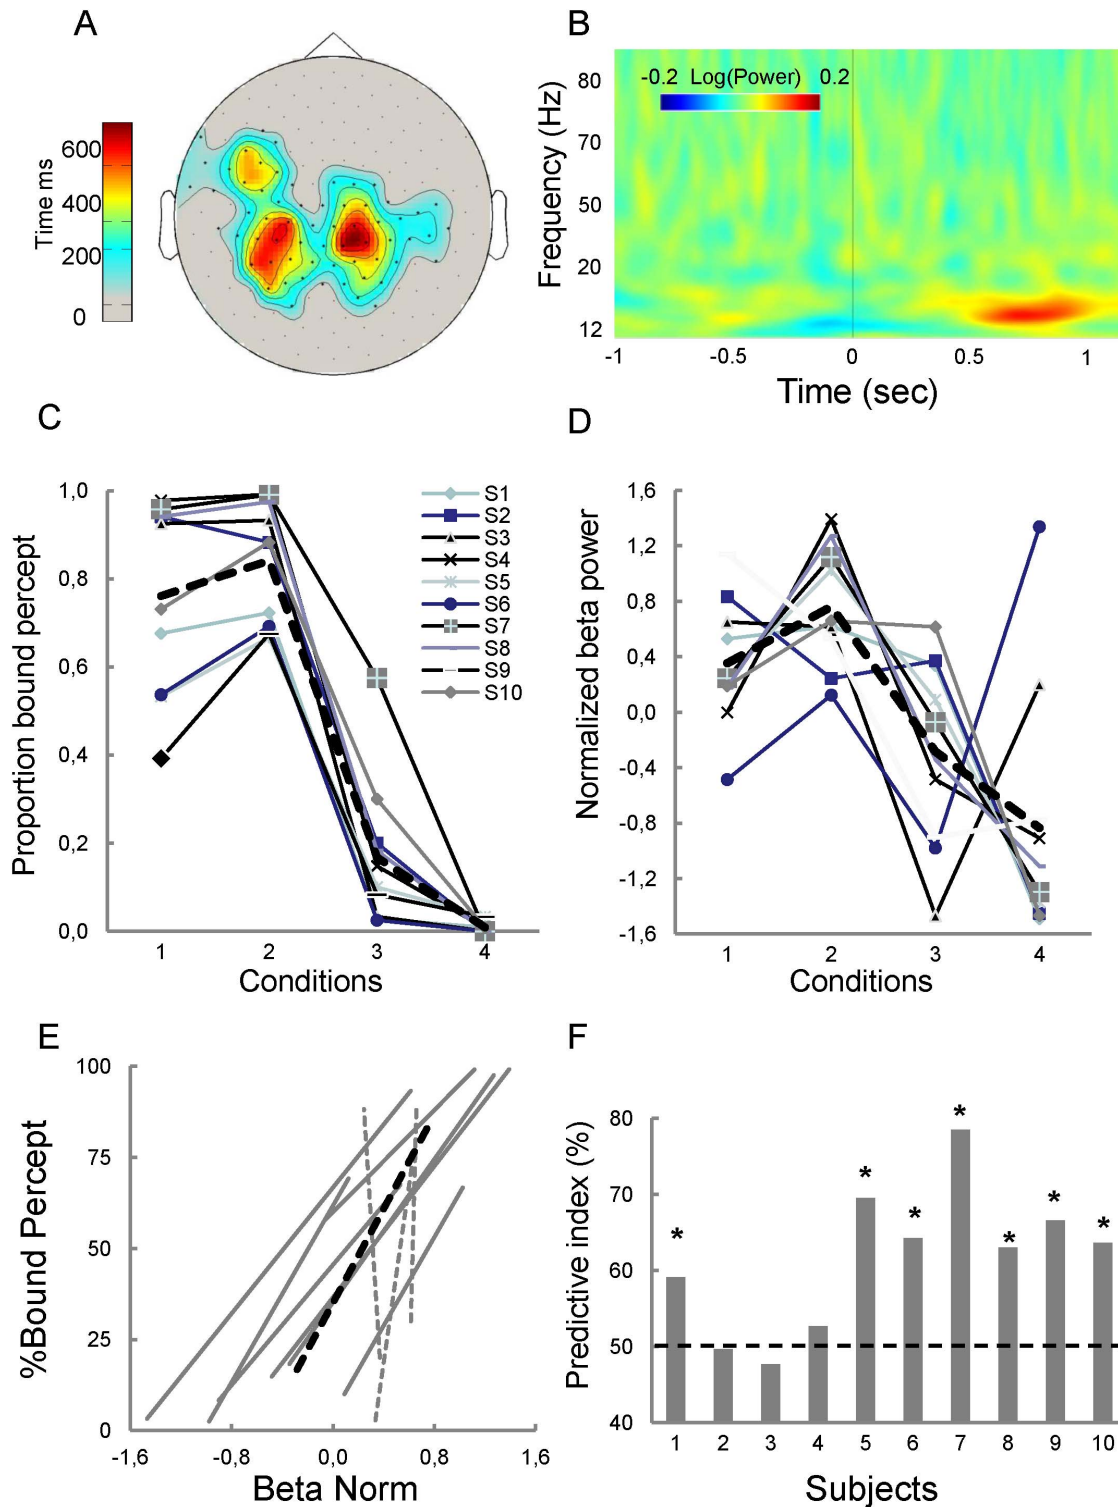 A
B
Time ms
600
400
200
0
Frequency (Hz)
80
70
50
20
12
-0.2 Log(Power) 0.2
-1 -0.5 0 0.5 1
Time (sec)
C
Proportion bound percept
1,0
0,8
0,6
0,4
0,2
0,0
1 2 3 4
Conditions
S1
S2
S3
S4
S5
S6
S7
S8
S9
S10
D
Normalized beta power
1,6
1,2
0,8
0,4
0,0
-0,4
-0,8
-1,2
-1,6
1 2 3 4
Conditions
E
%Bound Percept
100
75
50
25
0
-1,6 -0,8 0,0 0,8 1,6
Beta Norm
F
Predictive index (%)
80
70
60
50
40
* * * * * * *
1 2 3 4 5 6 7 8 9 10
Subjects